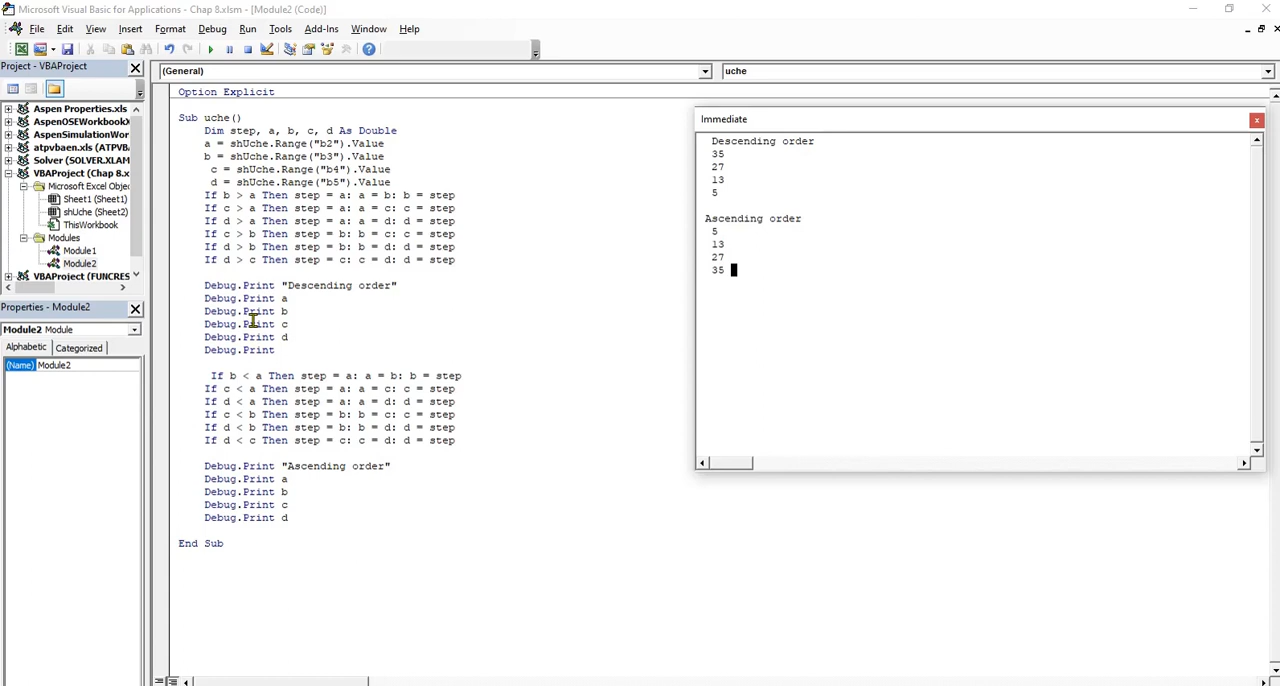 Microsoft Visual Basic for Applications - Chap 8.xlsm - [Module2 (Code)]
File Edit View Insert Format Debug Run Tools Add-Ins Window Help
Project - VBAProject
Aspen Properties.xls
AspenOSEWorkbook
AspenSimulationWor
atpvbaen.xls (ATPVB
Solver (SOLVER.XLAM
VBAProject (Chap 8.x
Microsoft Excel Objec
Sheet1 (Sheet1)
shUche (Sheet2)
ThisWorkbook
Modules
Module1
Module2
VBAProject (FUNCRES
Properties - Module2
Module2 Module
Alphabetic Categorized
(Name) Module2
(General) uche
Option Explicit
Sub uche()
Dim step, a, b, c, d As Double
a = shUche.Range("b2").Value
b = shUche.Range("b3").Value
c = shUche.Range("b4").Value
d = shUche.Range("b5").Value
If b > a Then step = a: a = b: b = step
If c > a Then step = a: a = c: c = step
If d > a Then step = a: a = d: d = step
If c > b Then step = b: b = c: c = step
If d > b Then step = b: b = d: d = step
If d > c Then step = c: c = d: d = step
Debug.Print "Descending order"
Debug.Print a
Debug.Print b
Debug.Print c
Debug.Print d
Debug.Print
If b < a Then step = a: a = b: b = step
If c < a Then step = a: a = c: c = step
If d < a Then step = a: a = d: d = step
If c < b Then step = b: b = c: c = step
If d < b Then step = b: b = d: d = step
If d < c Then step = c: c = d: d = step
Debug.Print "Ascending order"
Debug.Print a
Debug.Print b
Debug.Print c
Debug.Print d
End Sub
Immediate
Descending order
35
27
13
5
Ascending order
5
13
27
35